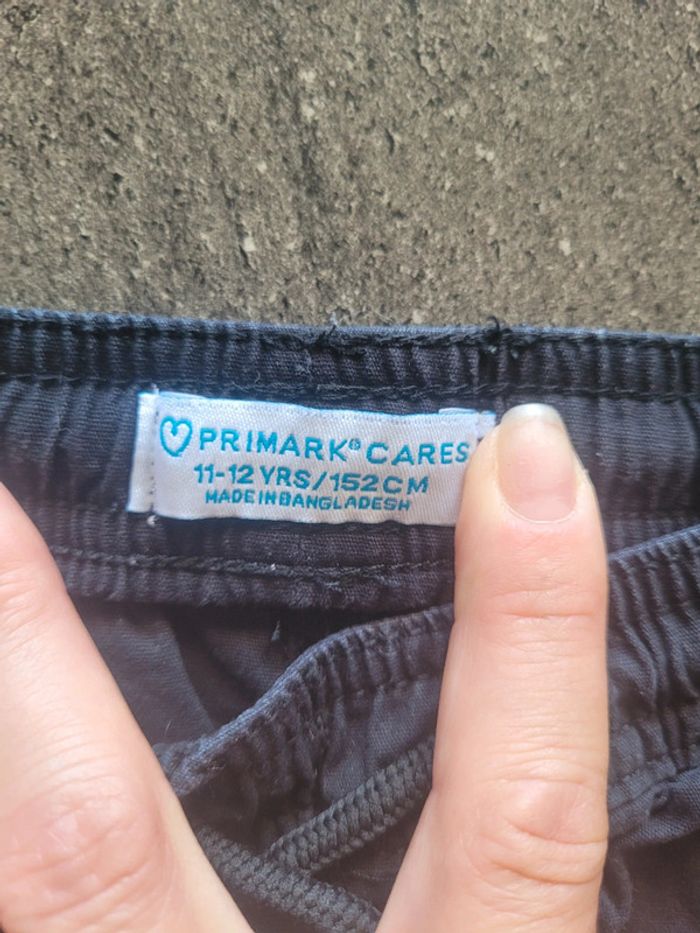 PRIMARK® CARES
11-12 YRS/152CM
MADE IN BANGLADESH